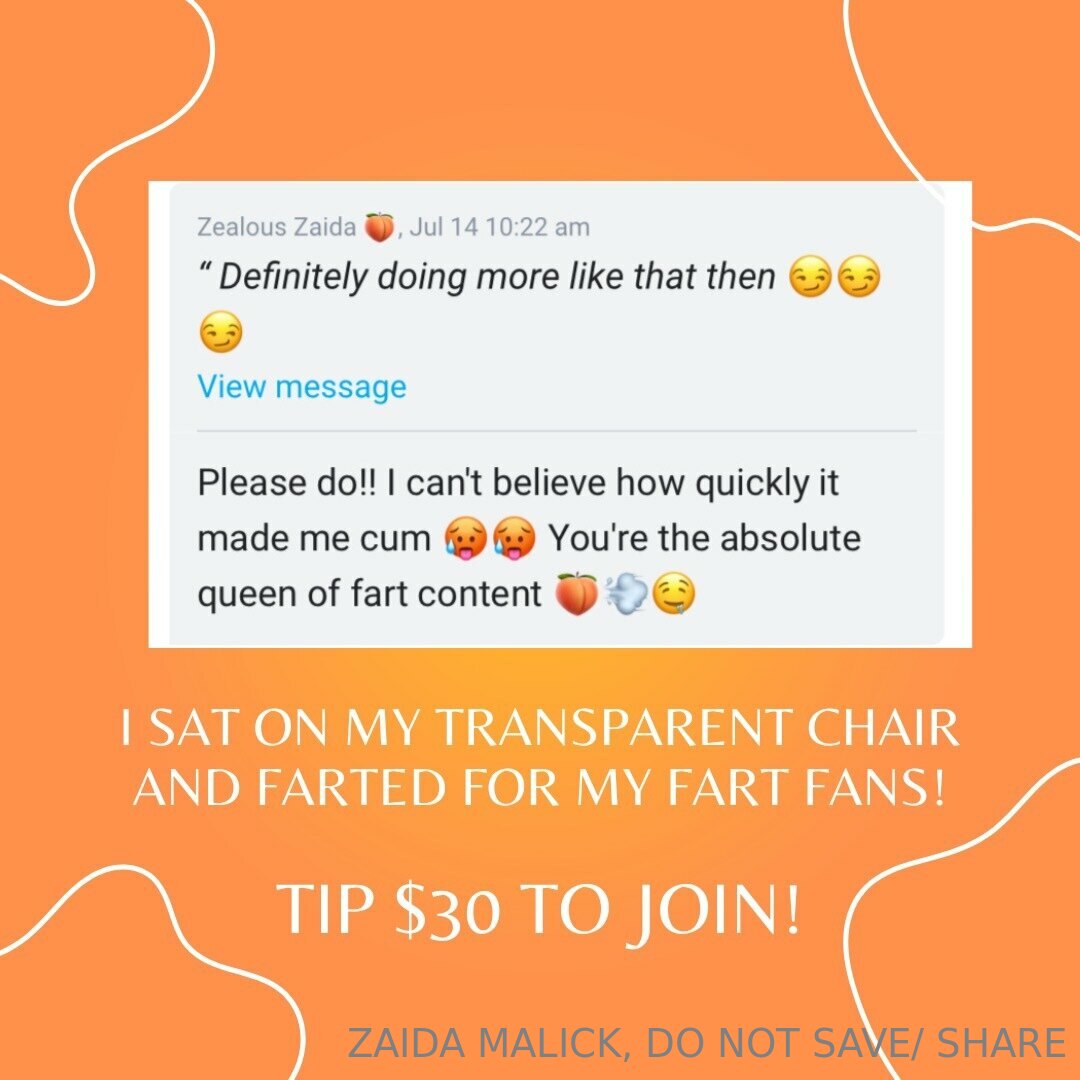 Zealous Zaida 🍑, Jul 14 10:22 am
“ Definitely doing more like that then 😏😏
😏
View message
Please do!! I can't believe how quickly it
made me cum 🥵🥵 You're the absolute
queen of fart content 🍑💨🤤
I SAT ON MY TRANSPARENT CHAIR
AND FARTED FOR MY FART FANS!
TIP $30 TO JOIN!
ZAIDA MALICK, DO NOT SAVE/ SHARE